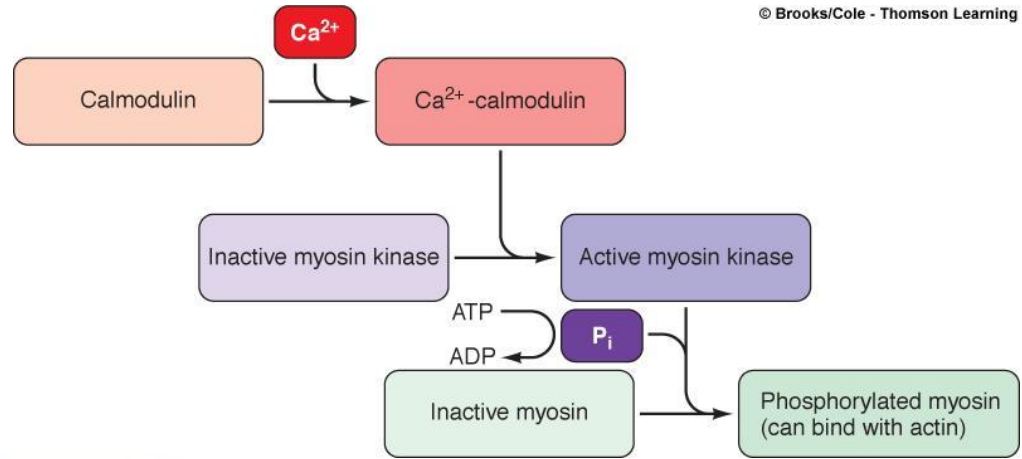 © Brooks/Cole - Thomson Learning
Ca²⁺
Calmodulin
Ca²⁺-calmodulin
Inactive myosin kinase
Active myosin kinase
ATP
Pᵢ
ADP
Inactive myosin
Phosphorylated myosin
(can bind with actin)